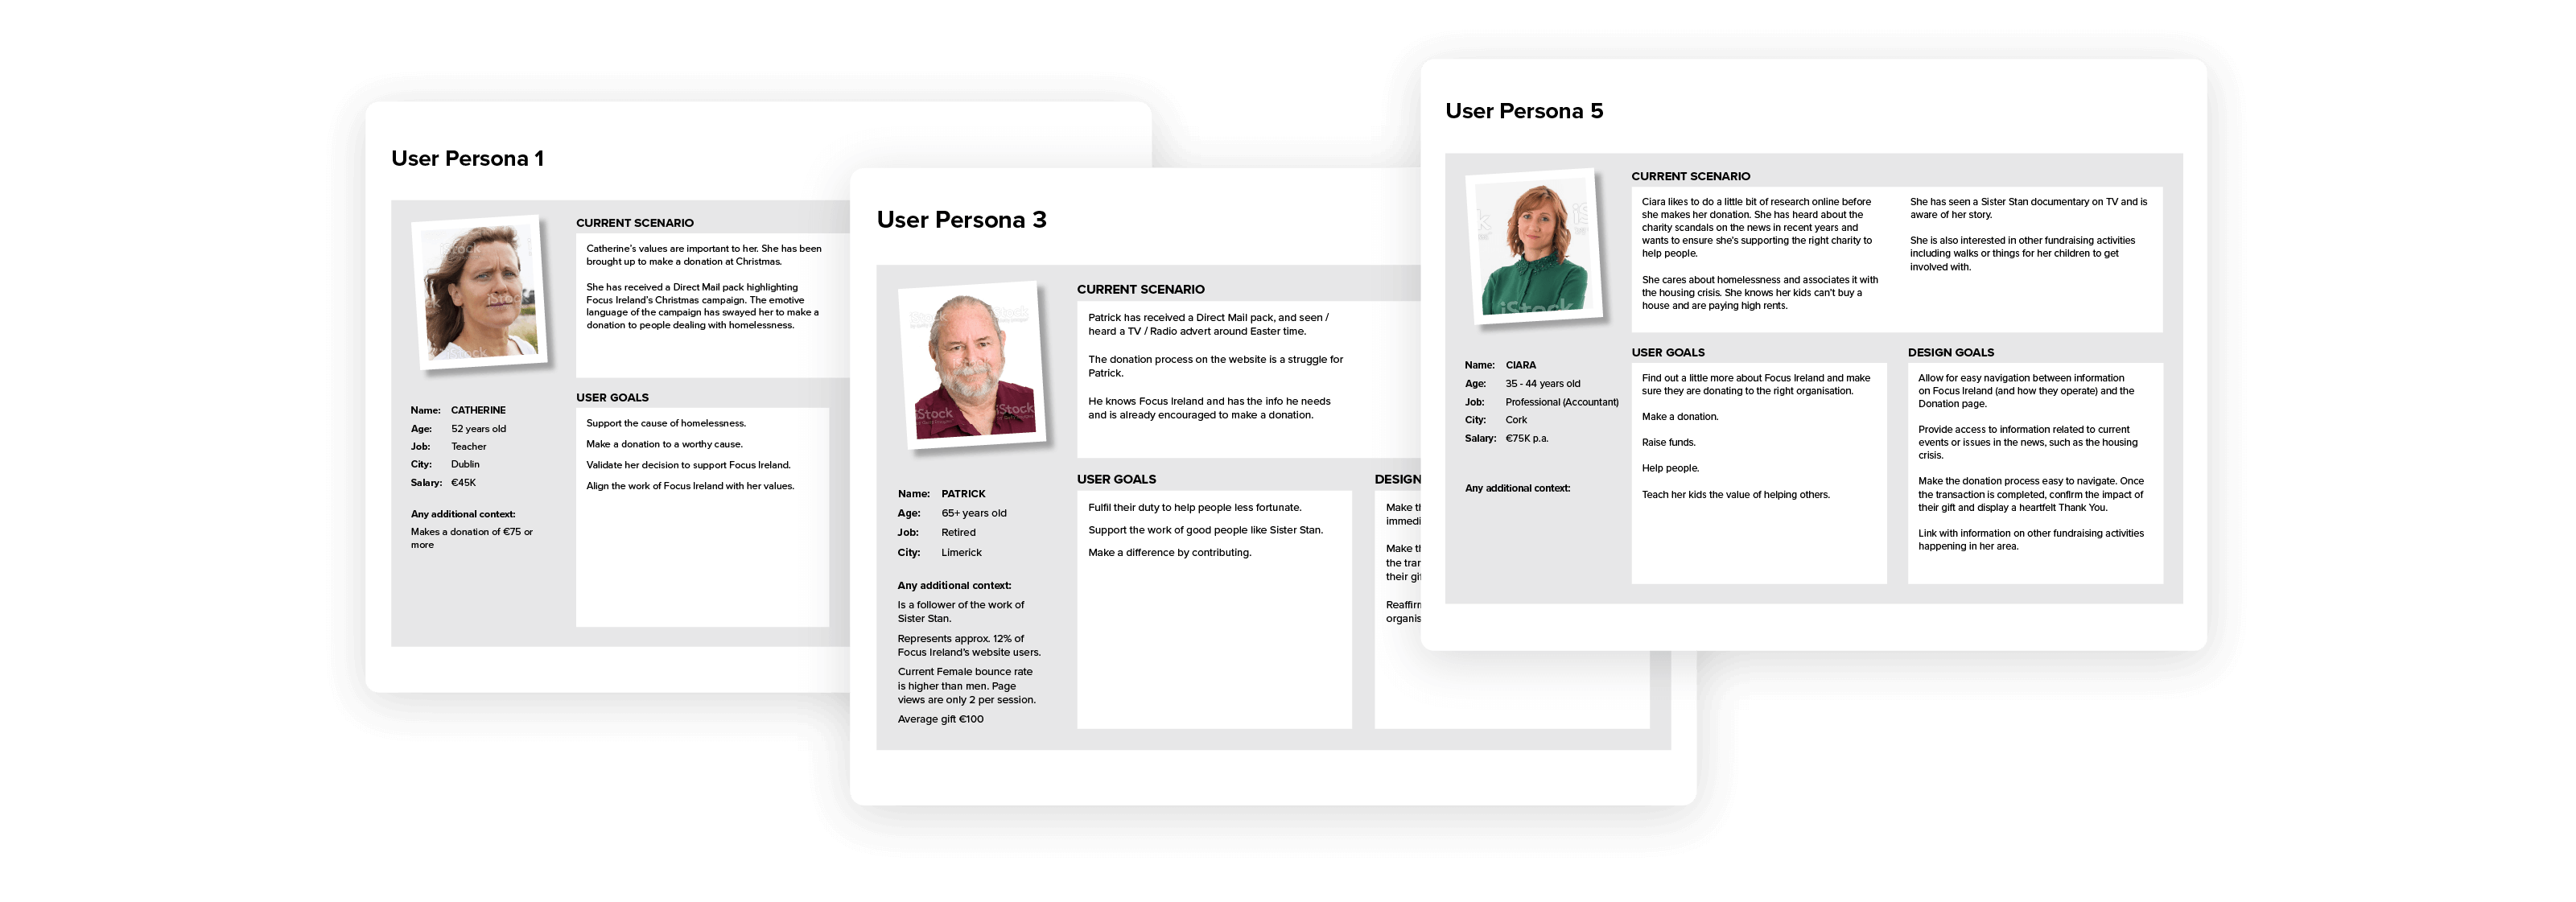 User Persona 1
CURRENT SCENARIO
Catherine's values are important to her. She has been
brought up to make a donation at Christmas.
She has received a Direct Mail pack highlighting
Focus Ireland's Christmas campaign. The emotive
language of the campaign has swayed her to make a
donation to people dealing with homelessness.
Name: CATHERINE
Age: 52 years old
Job: Teacher
City: Dublin
Salary: €45K
Any additional context:
Makes a donation of €75 or
more
USER GOALS
Support the cause of homelessness.
Make a donation to a worthy cause.
Validate her decision to support Focus Ireland.
Align the work of Focus Ireland with her values.
User Persona 3
iStock
iStock
CURRENT SCENARIO
Patrick has received a Direct Mail pack, and seen /
heard a TV / Radio advert around Easter time.
The donation process on the website is a struggle for
Patrick.
He knows Focus Ireland and has the info he needs
and is already encouraged to make a donation.
Name: PATRICK
Age: 65+ years old
Job: Retired
City: Limerick
Any additional context:
Is a follower of the work of
Sister Stan.
Represents approx. 12% of
Focus Ireland's website users.
Current Female bounce rate
is higher than men. Page
views are only 2 per session.
Average gift €100
USER GOALS
Fulfil their duty to help people less fortunate.
Support the work of good people like Sister Stan.
Make a difference by contributing.
DESIGN
Make
immedi
Make
the
their
User Persona 5
iStock
CURRENT SCENARIO
Ciara likes to do a little bit of research online before
she makes her donation. She has heard about the
charity scandals on the news in recent years and
wants to ensure she's supporting the right charity to
help people.
She cares about homelessness and associates it with
the housing crisis. She knows her kids can't buy a
house and are paying high rents.
She has seen a Sister Stan documentary on TV and is
aware of her story.
She is also interested in other fundraising activities
including walks or things for her children to get
involved with.
Name: CIARA
Age: 35 - 44 years old
Job: Professional (Accountant)
City: Cork
Salary: €75K p.a.
Any additional context:
USER GOALS
Find out a little more about Focus Ireland and make
sure they are donating to the right organisation.
Make a donation.
Raise funds.
Help people.
Teach her kids the value of helping others.
DESIGN GOALS
Allow for easy navigation between information
on Focus Ireland (and how they operate) and the
Donation page.
Provide access to information related to current
events or issues in the news, such as the housing
crisis.
Make the donation process easy to navigate. Once
the transaction is completed, confirm the impact of
their gift and display a heartfelt Thank You.
Link with information on other fundraising activities
happening in her area.